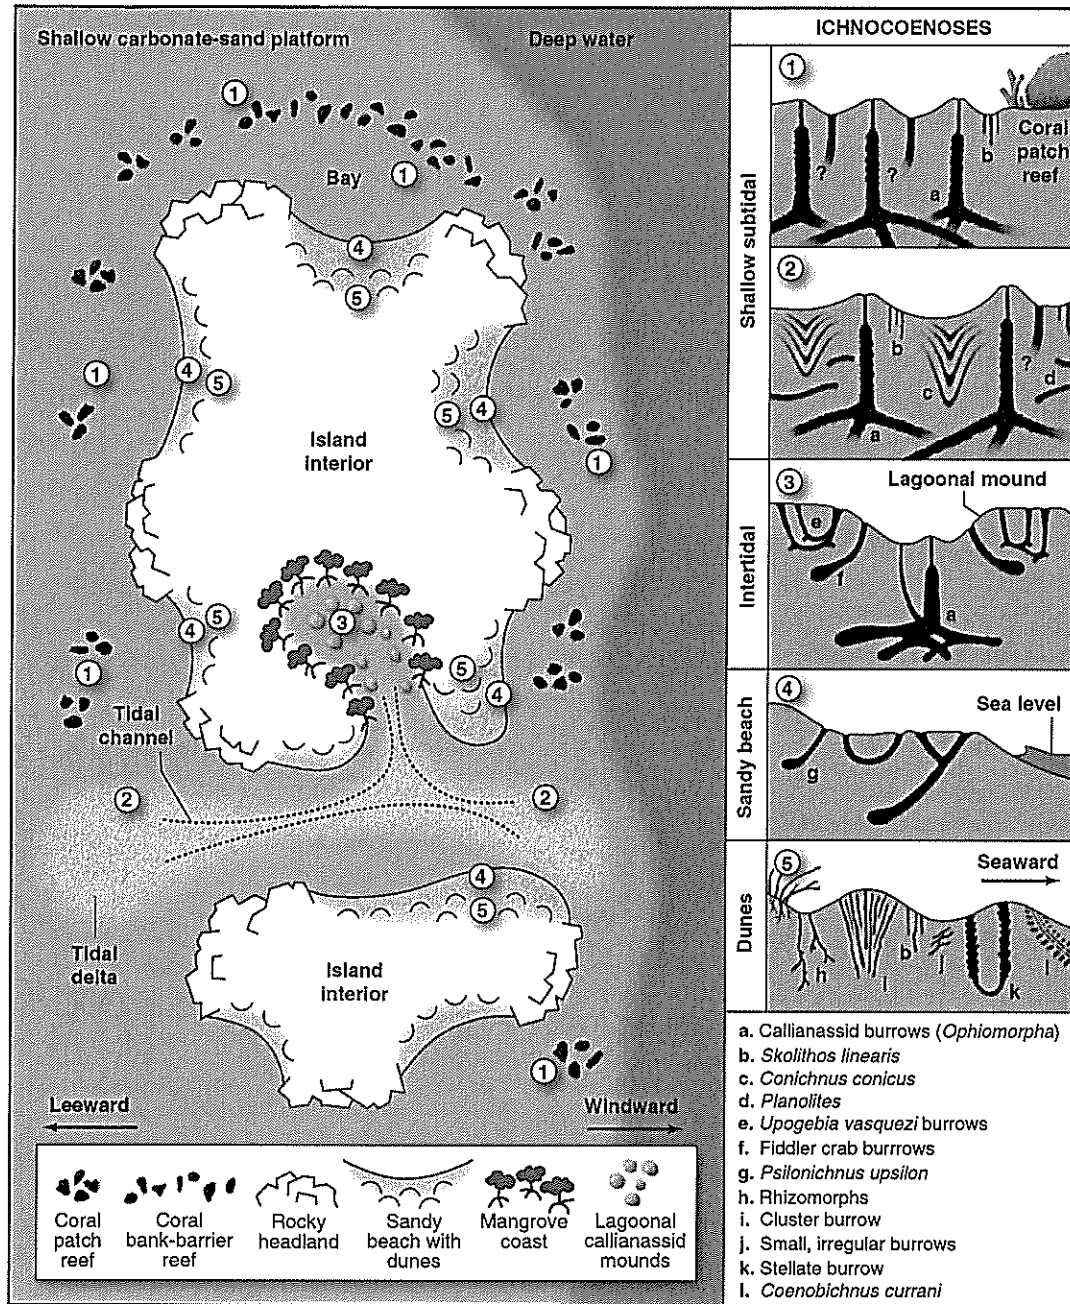 Shallow carbonate-sand platform
Deep water
1
1
Bay
4
5
1
4
5
5
4
1
Island
interior
3
4
5
5
4
1
Tidal
channel
2
2
4
5
Tidal
delta
Island
interior
1
Leeward
Windward
Coral
patch
reef
Coral
bank-barrier
reef
Rocky
headland
Sandy
beach with
dunes
Mangrove
coast
Lagoonal
callianassid
mounds
ICHNOCOENOSES
Shallow subtidal
1
?
?
a
b
Coral
patch
reef
2
b
c
a
?
d
Intertidal
3
Lagoonal mound
e
f
a
Sandy beach
4
Sea level
g
Dunes
5
Seaward
h
i
b
j
k
l
a. Callianassid burrows (Ophiomorpha)
b. Skolithos linearis
c. Conichnus conicus
d. Planolites
e. Upogebia vasquezi burrows
f. Fiddler crab burrrows
g. Psilonichnus upsilon
h. Rhizomorphs
i. Cluster burrow
j. Small, irregular burrows
k. Stellate burrow
l. Coenobichnus currani